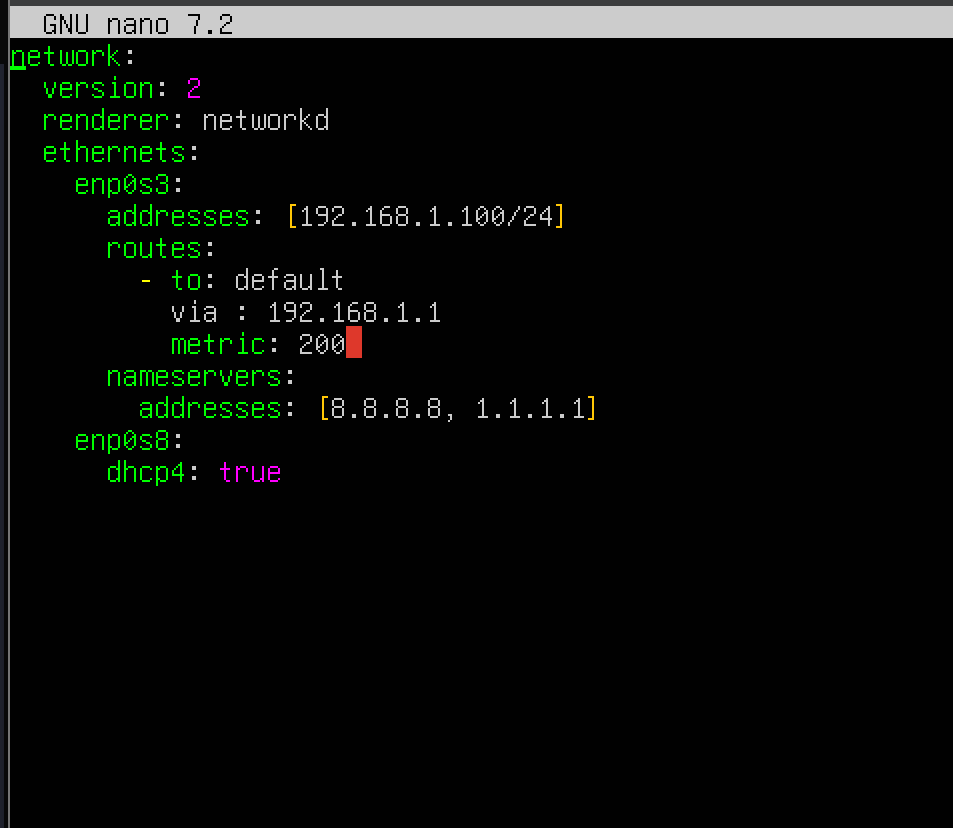 GNU nano 7.2
network:
  version: 2
  renderer: networkd
  ethernets:
    enp0s3:
      addresses: [192.168.1.100/24]
      routes:
        - to: default
          via : 192.168.1.1
          metric: 200
      nameservers:
        addresses: [8.8.8.8, 1.1.1.1]
    enp0s8:
      dhcp4: true